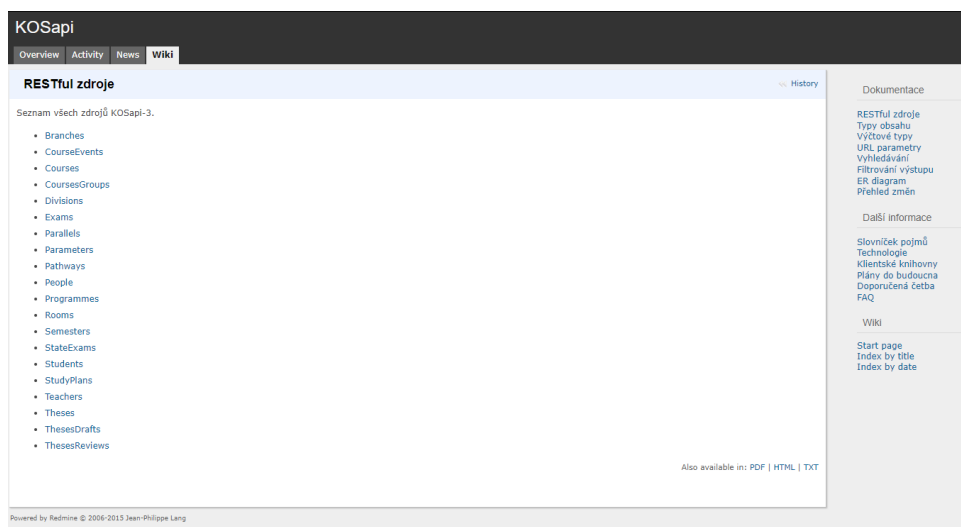 KOSapi
Overview Activity News Wiki
RESTful zdroje
History
Seznam všech zdrojů KOSapi-3.
Branches
CourseEvents
Courses
CoursesGroups
Divisions
Exams
Parallels
Parameters
Pathways
People
Programmes
Rooms
Semesters
StateExams
Students
StudyPlans
Teachers
Theses
ThesesDrafts
ThesesReviews
Also available in: PDF | HTML | TXT
Dokumentace
RESTful zdroje
Typy obsahu
Výčtové typy
URL parametry
Vyhledávání
Filtrování výstupu
ER diagram
Přehled změn
Další informace
Slovníček pojmů
Technologie
Klientské knihovny
Plány do budoucna
Doporučená četba
FAQ
Wiki
Start page
Index by title
Index by date
Powered by Redmine © 2006-2015 Jean-Philippe Lang